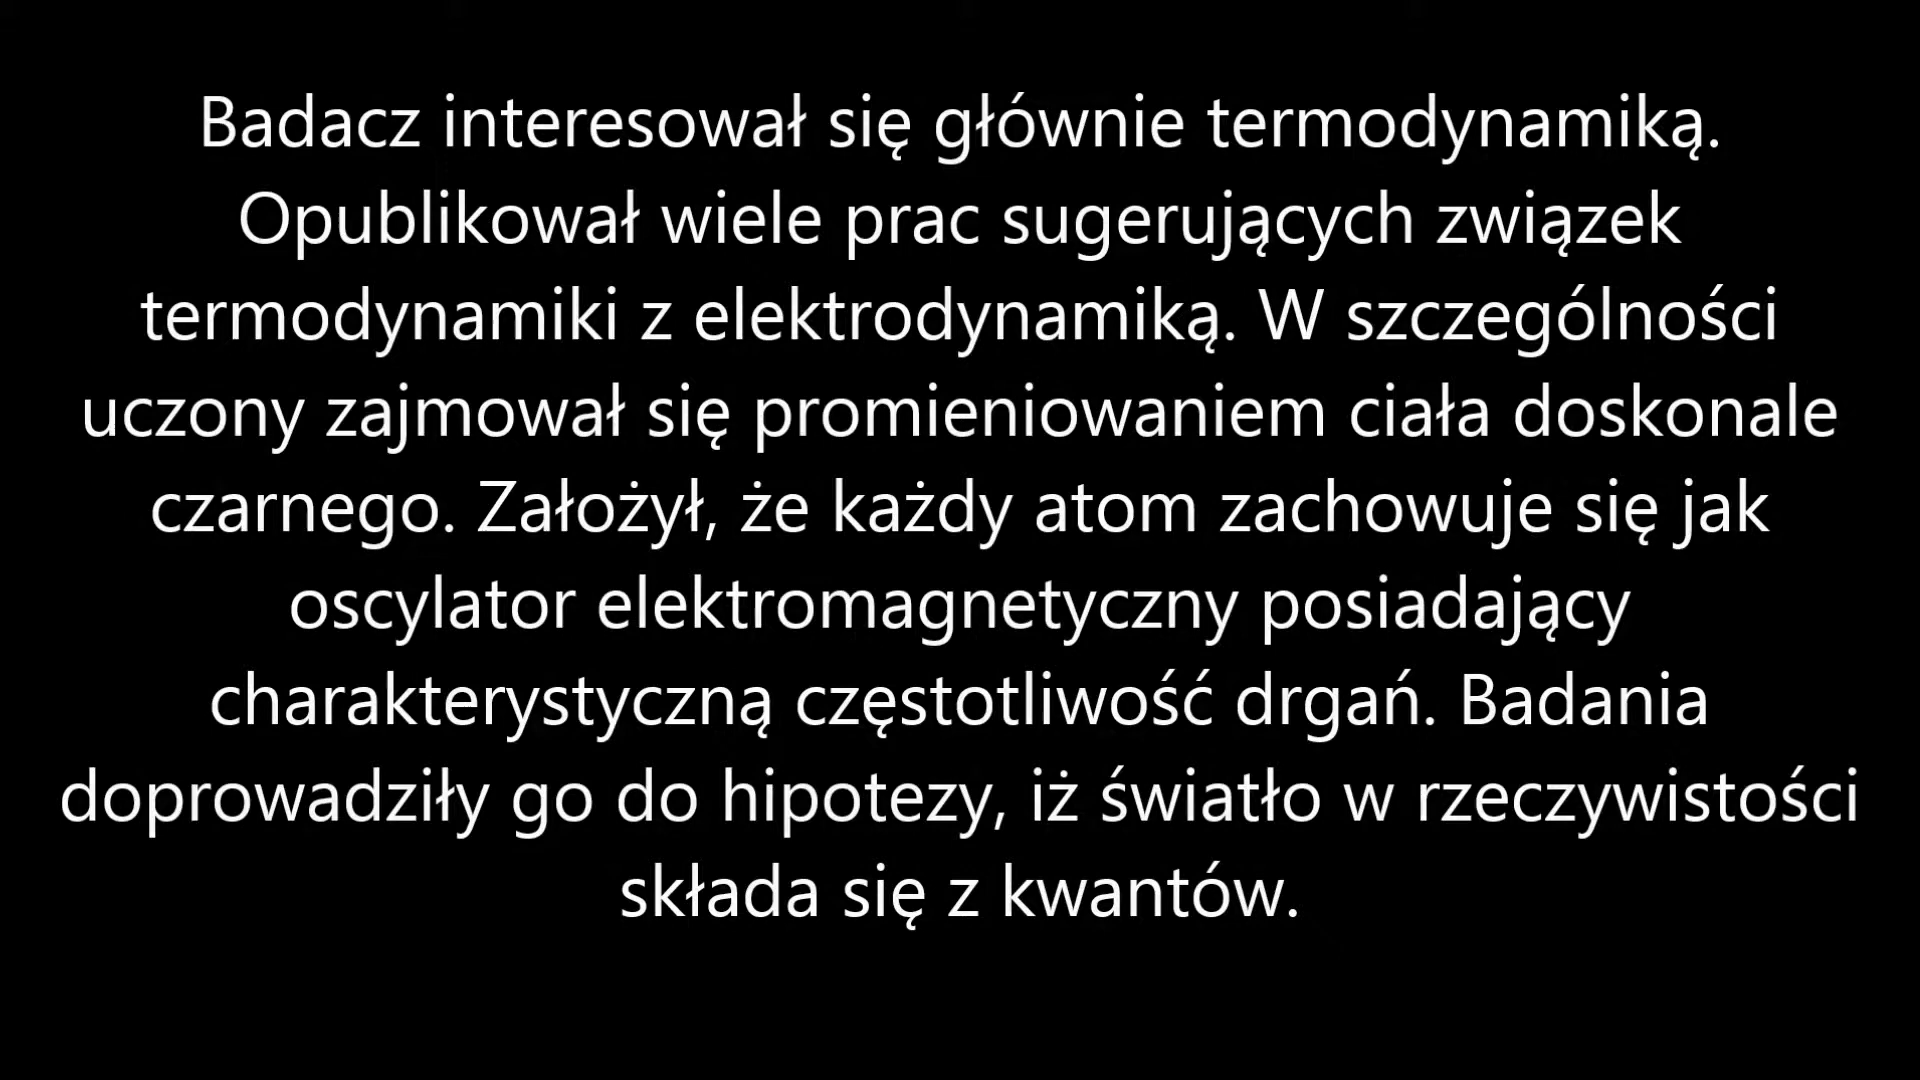 Badacz interesował się głównie termodynamiką.
Opublikował wiele prac sugerujących związek
termodynamiki z elektrodynamiką. W szczególności
uczony zajmował się promieniowaniem ciała doskonale
czarnego. Założył, że każdy atom zachowuje się jak
oscylator elektromagnetyczny posiadający
charakterystyczną częstotliwość drgań. Badania
doprowadziły go do hipotezy, iż światło w rzeczywistości
składa się z kwantów.